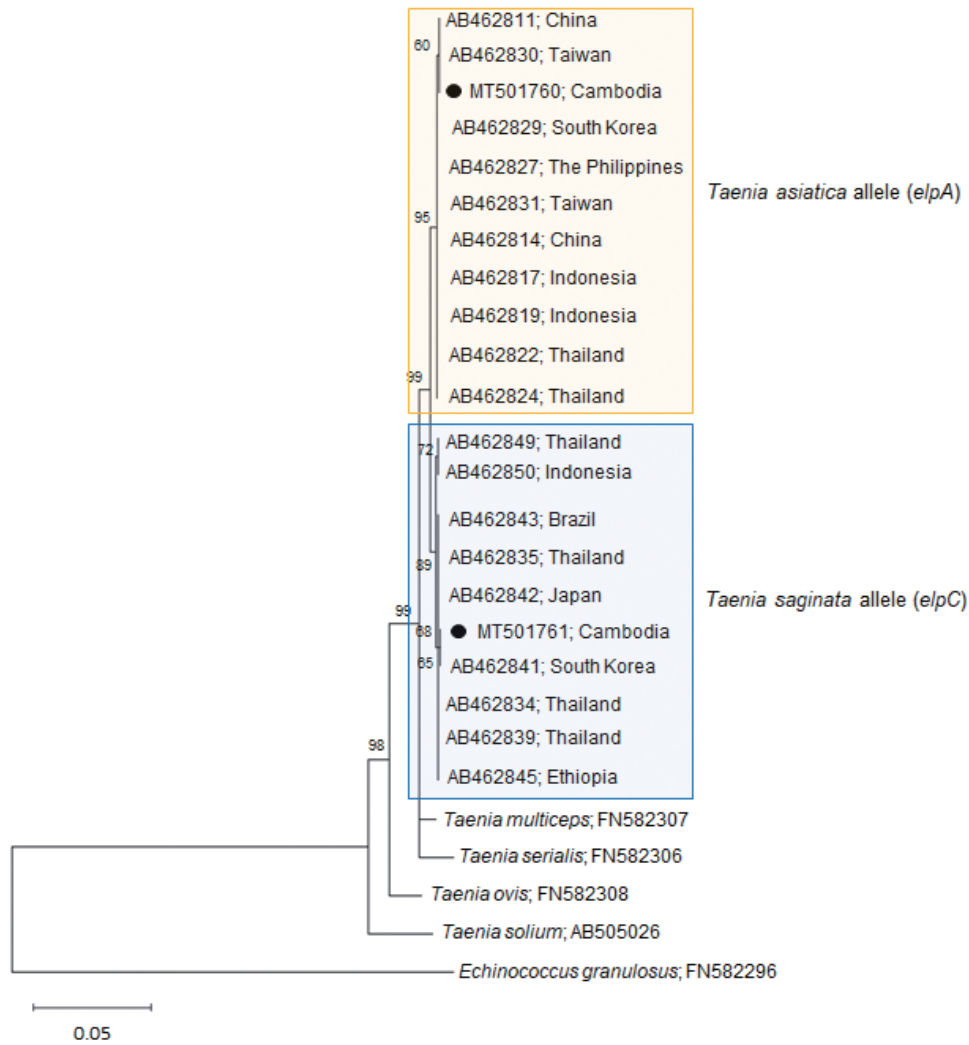 AB462811; China
60
AB462830; Taiwan
MT501760; Cambodia
AB462829; South Korea
AB462827; The Philippines
Taenia asiatica allele (elpA)
AB462831; Taiwan
95
AB462814; China
AB462817; Indonesia
AB462819; Indonesia
AB462822; Thailand
99
AB462824; Thailand
AB462849; Thailand
72
AB462850; Indonesia
AB462843; Brazil
AB462835; Thailand
89
AB462842; Japan
Taenia saginata allele (elpC)
99
68
MT501761; Cambodia
65
AB462841; South Korea
AB462834; Thailand
AB462839; Thailand
98
AB462845; Ethiopia
Taenia multiceps; FN582307
Taenia serialis; FN582306
Taenia ovis; FN582308
Taenia solium; AB505026
Echinococcus granulosus; FN582296
0.05